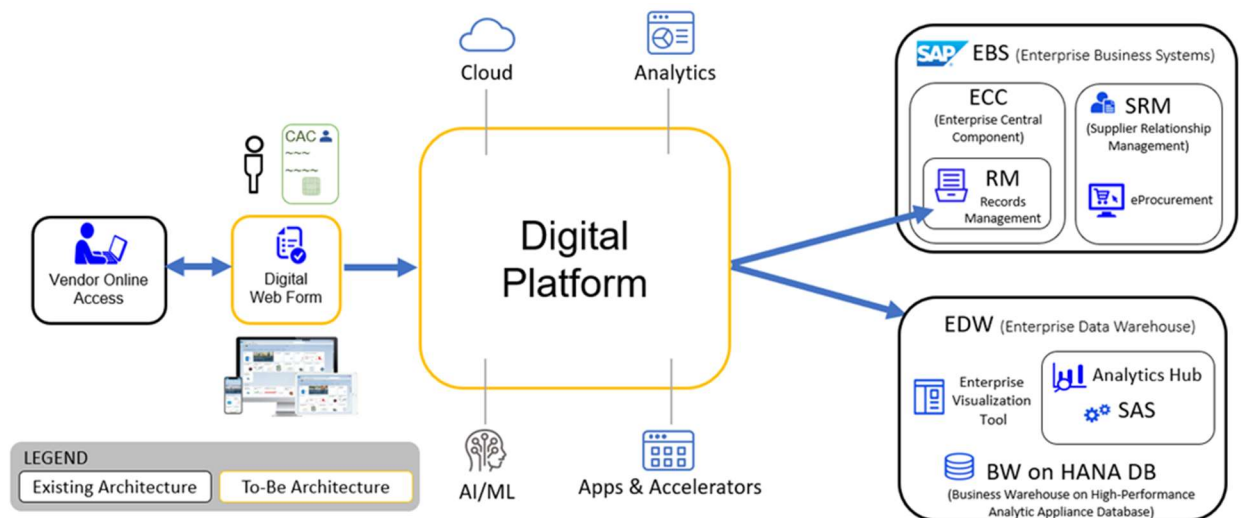 Cloud
Analytics
SAP EBS (Enterprise Business Systems)
ECC
(Enterprise Central
Component)
RM
Records
Management
SRM
(Supplier Relationship
Management)
eProcurement
CAC
~~~
~~~~
Vendor Online
Access
Digital
Web Form
Digital
Platform
EDW (Enterprise Data Warehouse)
Enterprise
Visualization
Tool
Analytics Hub
SAS
BW on HANA DB
(Business Warehouse on High-Performance
Analytic Appliance Database)
AI/ML
Apps & Accelerators
LEGEND
Existing Architecture
To-Be Architecture